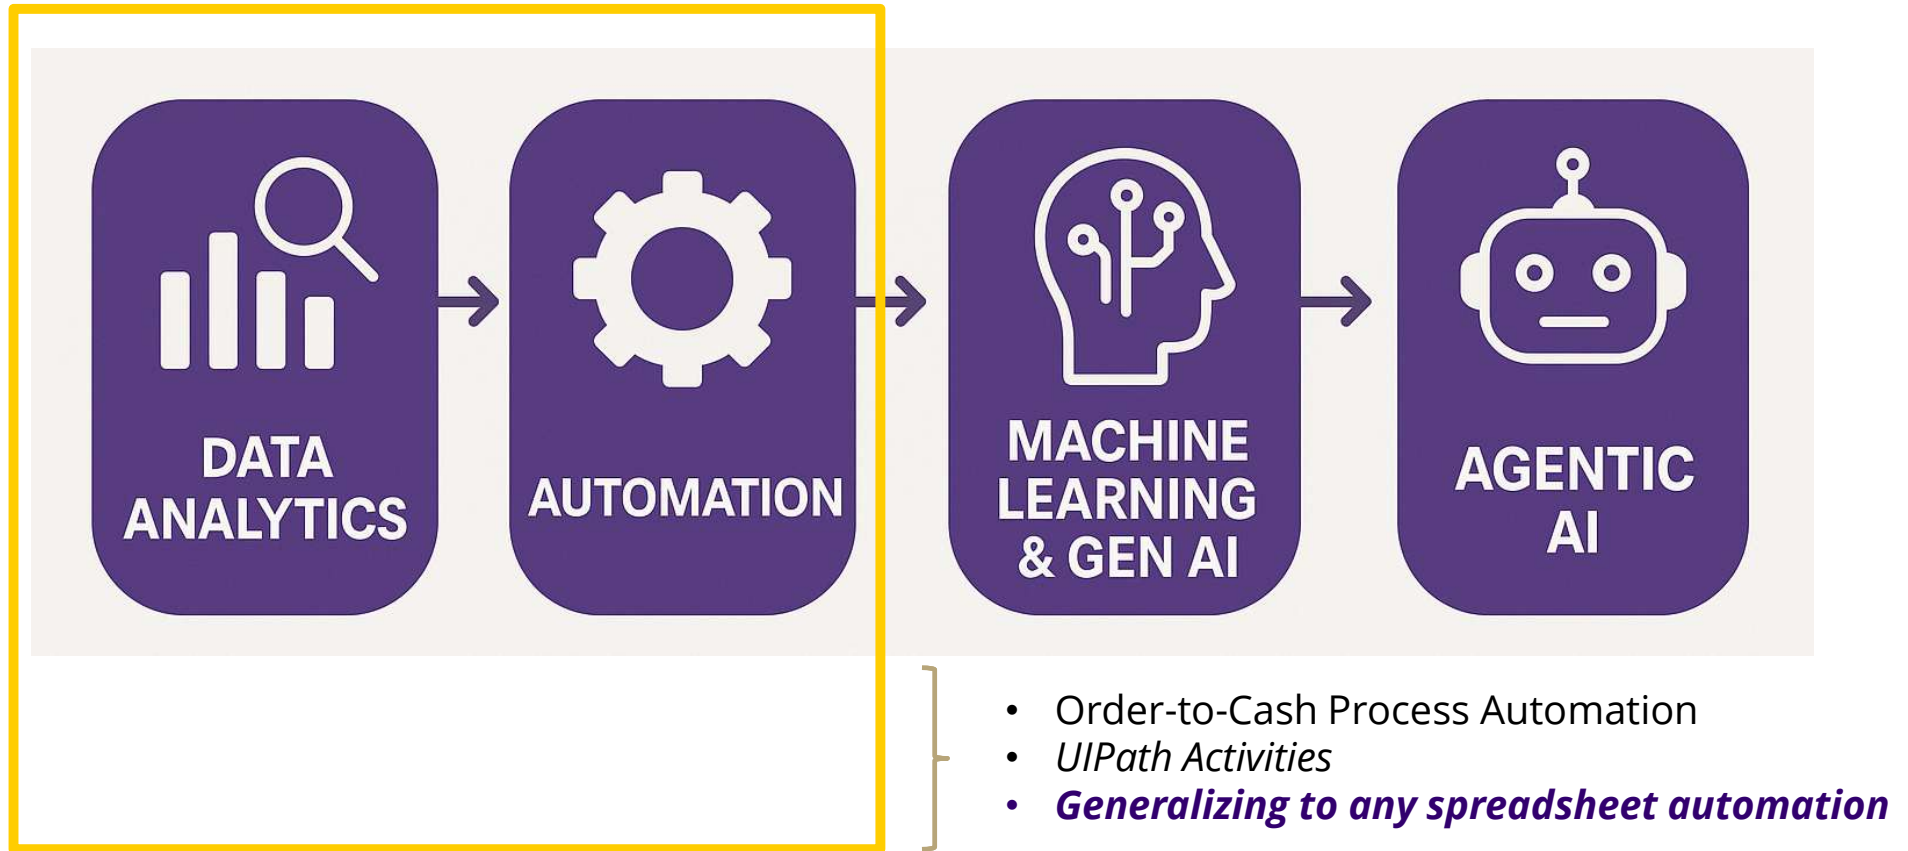 DATA
ANALYTICS
AUTOMATION
MACHINE
LEARNING
& GEN AI
AGENTIC
AI
• Order-to-Cash Process Automation
• UIPath Activities
• Generalizing to any spreadsheet automation